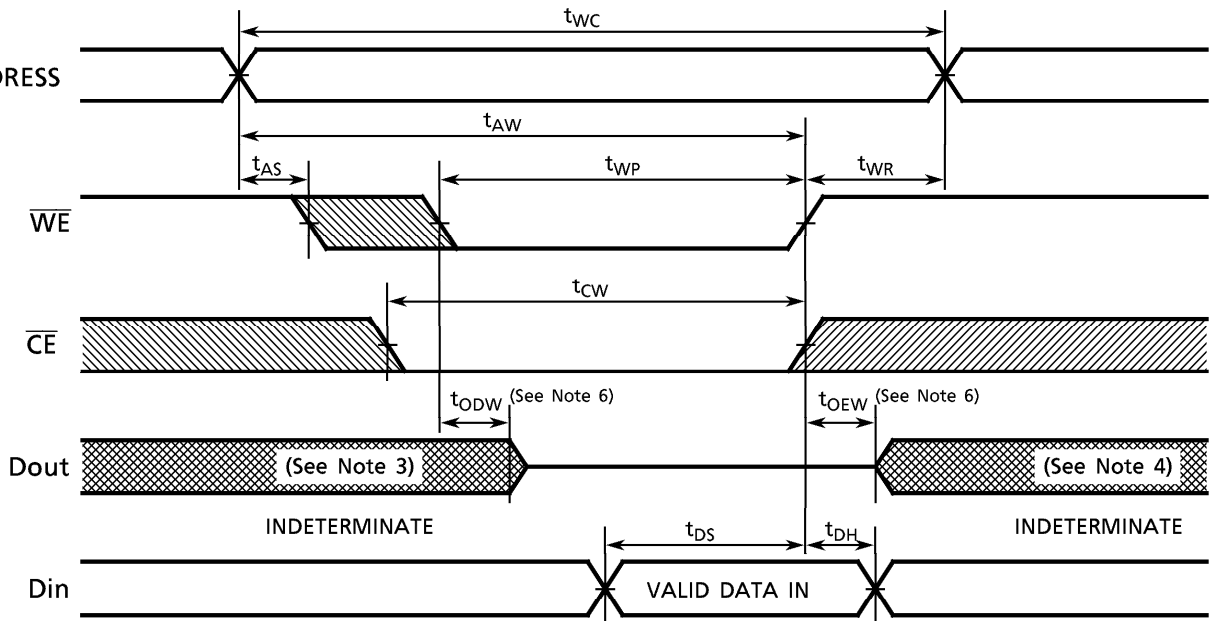 tWC
DRESS
tAW
tAS tWP tWR
WE
tCW
CE
tODW (See Note 6) tOEW (See Note 6)
Dout (See Note 3) (See Note 4)
INDETERMINATE tDS tDH INDETERMINATE
Din VALID DATA IN